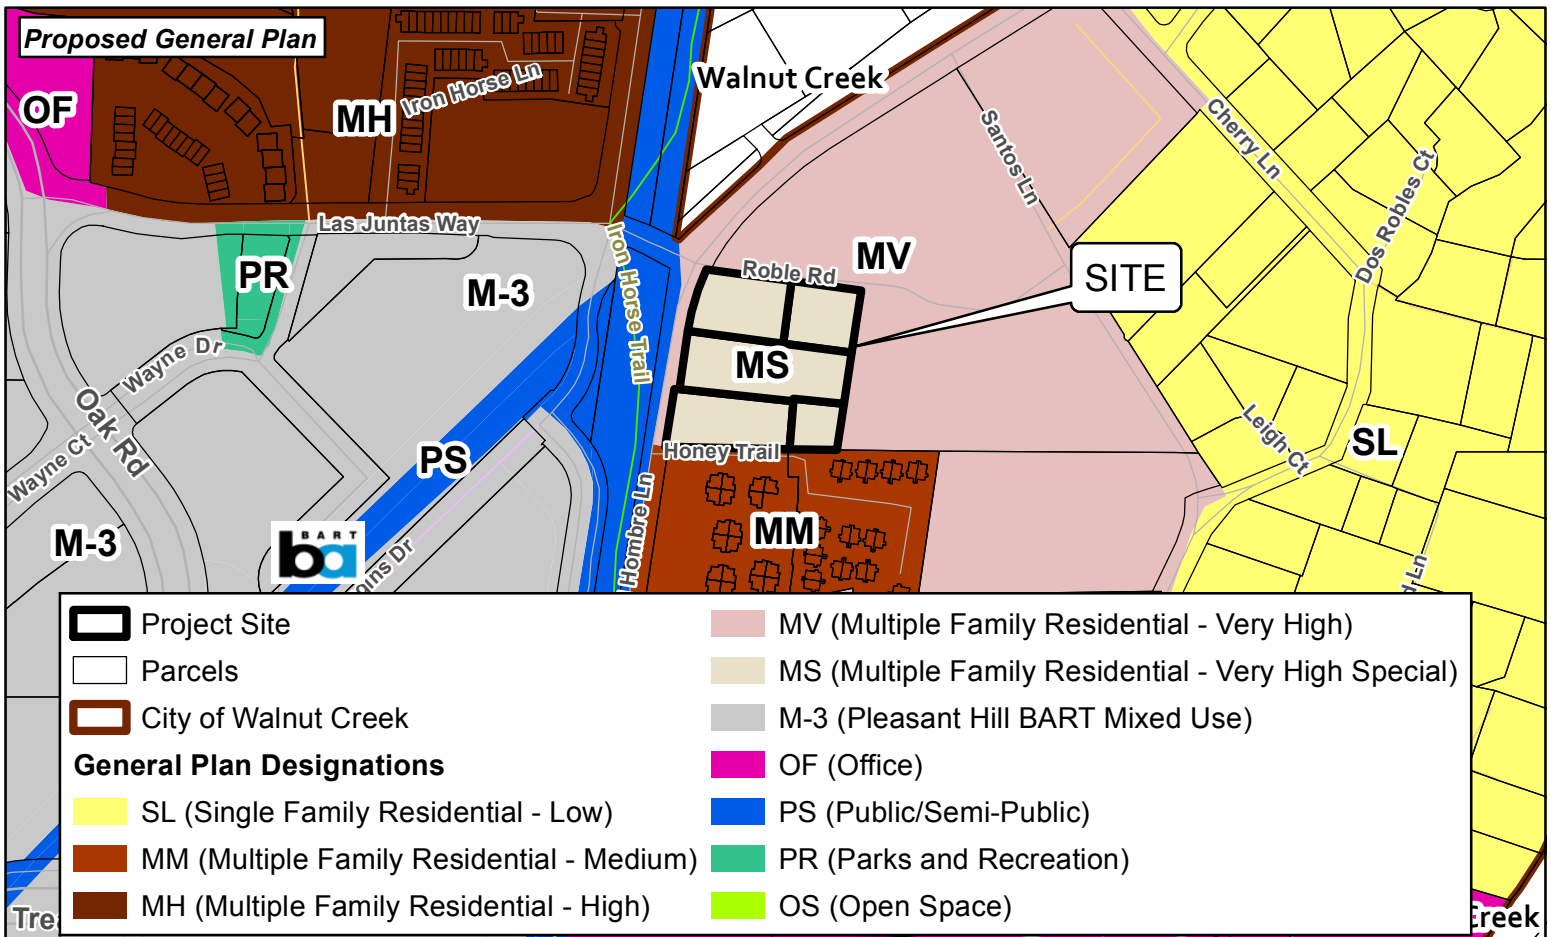 Proposed General Plan
OF
MH
Iron Horse Ln
Walnut Creek
Cherry Ln
Santos Ln
Dos Robles Ct
Las Juntas Way
PR
M-3
Iron Horse Trail
Roble Rd
MV
SITE
Wayne Dr
MS
Oak Rd
Wayne Ct
PS
Honey Trail
Leigh Ct
SL
M-3
BART
ba
Hombre Ln
MM
Ln
Project Site
Parcels
City of Walnut Creek
General Plan Designations
SL (Single Family Residential - Low)
MM (Multiple Family Residential - Medium)
MH (Multiple Family Residential - High)
MV (Multiple Family Residential - Very High)
MS (Multiple Family Residential - Very High Special)
M-3 (Pleasant Hill BART Mixed Use)
OF (Office)
PS (Public/Semi-Public)
PR (Parks and Recreation)
OS (Open Space)
Creek